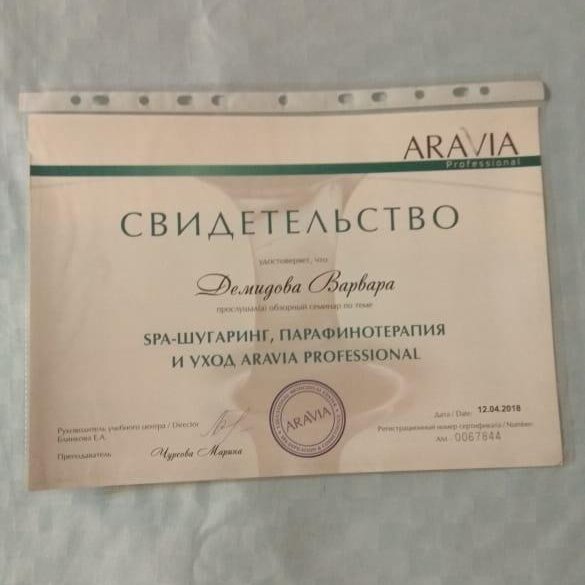 ARAVIA
Professional
СВИДЕТЕЛЬСТВО
удостоверяет, что
Демидова Варвара
прослушал(а) обзорный семинар по теме
SPA-ШУГАРИНГ, ПАРАФИНОТЕРАПИЯ
И УХОД ARAVIA PROFESSIONAL
Руководитель учебного центра / Director
Блинкова Е.А.
Преподаватель Чурсова Марина
ARAVIA
Дата / Date: 12.04.2018
Регистрационный номер сертификата / Number:
АМ - 0067644